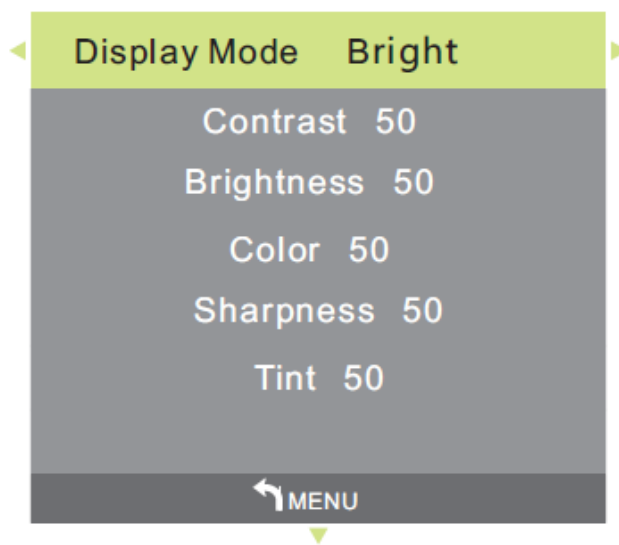 Display Mode Bright
Contrast 50
Brightness 50
Color 50
Sharpness 50
Tint 50
MENU